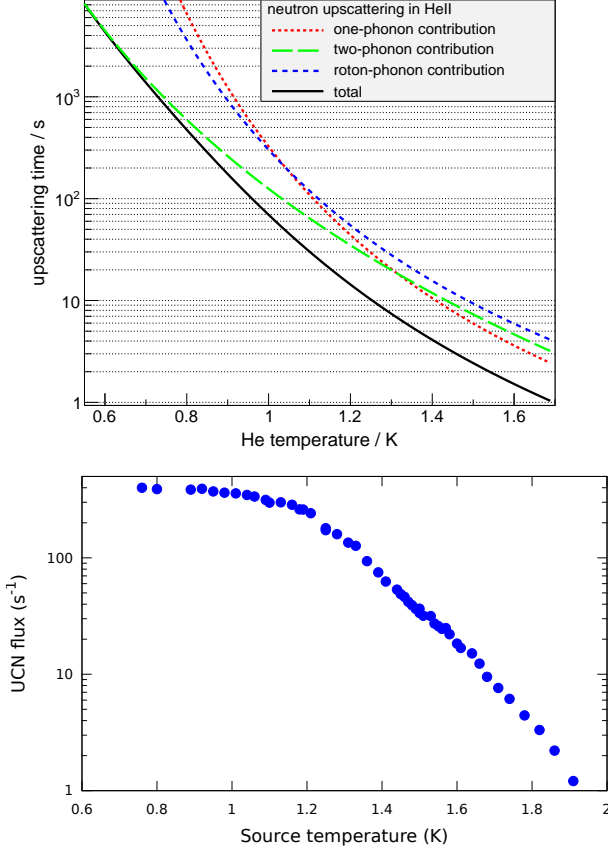 neutron upscattering in HeII
one-phonon contribution
two-phonon contribution
roton-phonon contribution
total
10³
10²
10
1
upscattering time / s
0.6 0.8 1 1.2 1.4 1.6
He temperature / K
100
10
1
UCN flux (s⁻¹)
0.6 0.8 1 1.2 1.4 1.6 1.8 2
Source temperature (K)